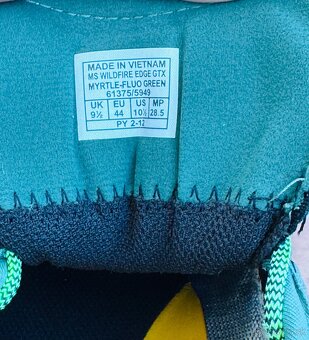 MADE IN VIETNAM
MS WILDFIRE EDGE GTX
MYRTLE-FLUO GREEN
61375/5949
UK EU US MP
9½ 44 10½ 28.5
PY 2-12